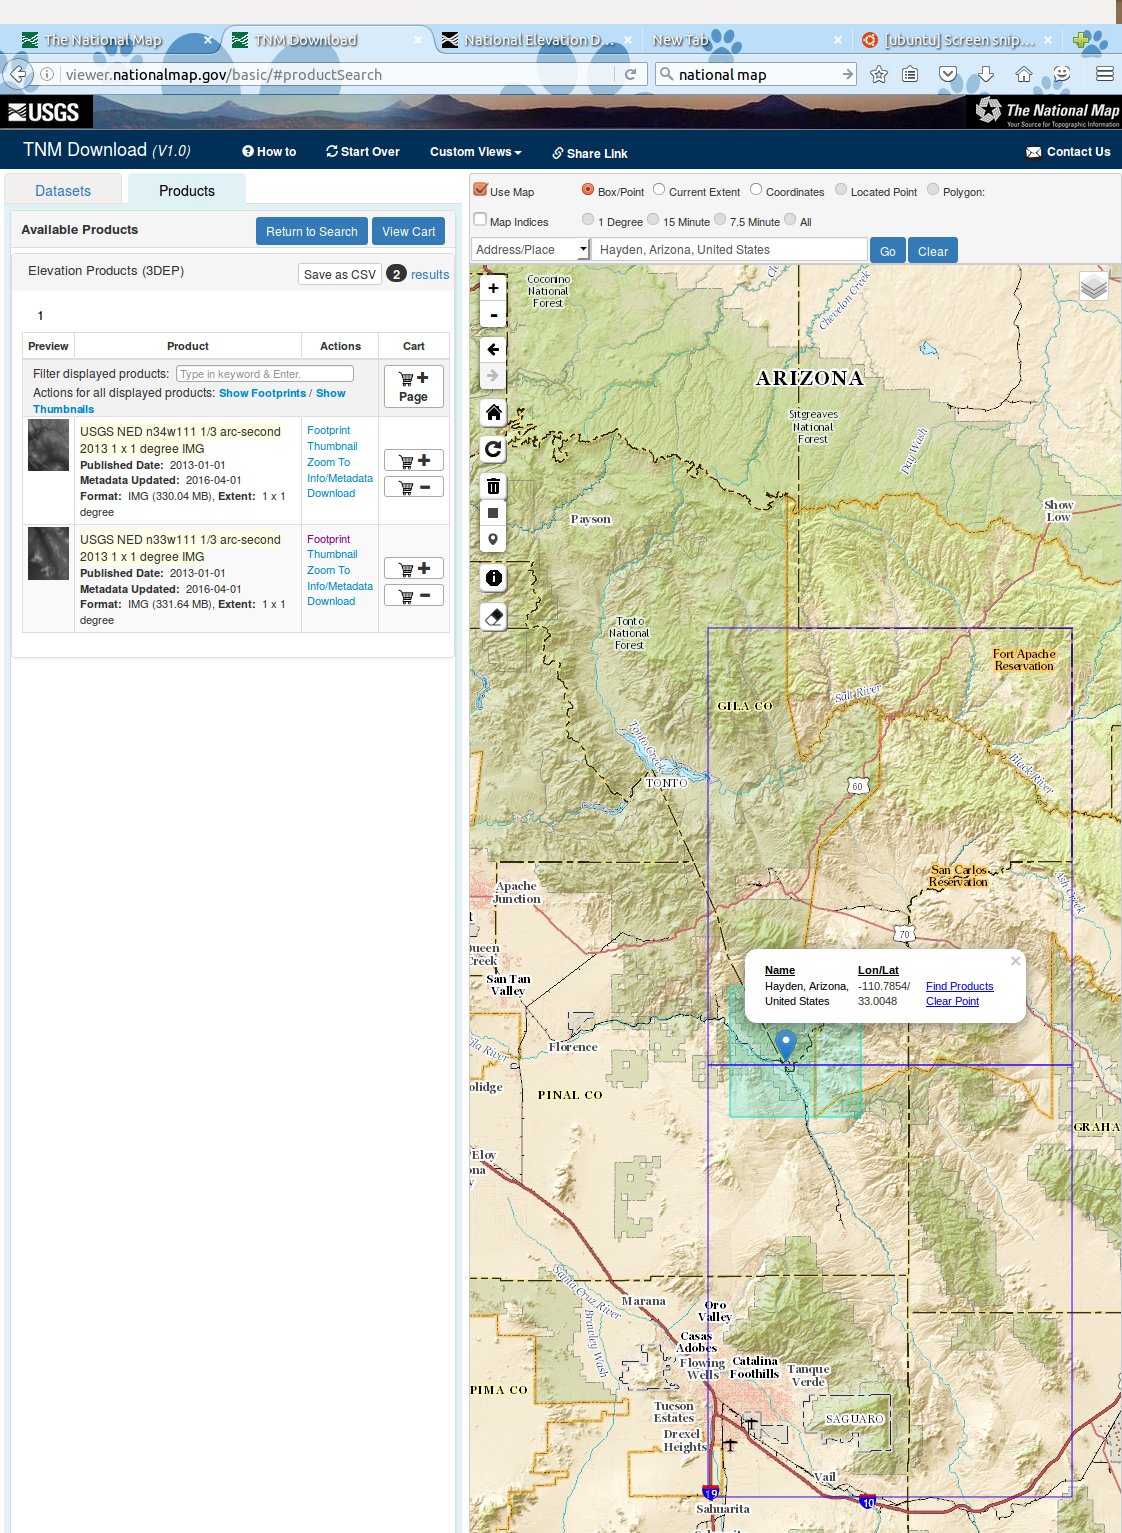 The National Map
TNM Download
National Elevation D...
New Tab
[ubuntu] Screen snip...
viewer.nationalmap.gov/basic/#productSearch
national map
USGS
The National Map
Your Source for Topographic Information
TNM Download (V1.0)
How to
Start Over
Custom Views
Share Link
Contact Us
Datasets
Products
Use Map
Box/Point
Current Extent
Coordinates
Located Point
Polygon:
Map Indices
1 Degree
15 Minute
7.5 Minute
All
Address/Place
Hayden, Arizona, United States
Go
Clear
Available Products
Return to Search
View Cart
Elevation Products (3DEP)
Save as CSV
2 results
1
Preview
Product
Actions
Cart
Filter displayed products:
Type in keyword & Enter.
Actions for all displayed products: Show Footprints / Show
Thumbnails
Page
USGS NED n34w111 1/3 arc-second
2013 1 x 1 degree IMG
Published Date: 2013-01-01
Metadata Updated: 2016-04-01
Format: IMG (330.04 MB), Extent: 1 x 1
degree
Footprint
Thumbnail
Zoom To
Info/Metadata
Download
USGS NED n33w111 1/3 arc-second
2013 1 x 1 degree IMG
Published Date: 2013-01-01
Metadata Updated: 2016-04-01
Format: IMG (331.64 MB), Extent: 1 x 1
degree
Footprint
Thumbnail
Zoom To
Info/Metadata
Download
Coconino
National
Forest
Chevelon Creek
ARIZONA
Sitgreaves
National
Forest
Day Wash
Show
Low
Payson
Tonto
National
Forest
Fort Apache
Reservation
Salt River
GILA CO
Tonto Creek
Black River
TONTO
60
San Carlos
Reservation
Ash Creek
Apache
Junction
70
Queen
Creek
San Tan
Valley
Name
Lon/Lat
Hayden, Arizona,
United States
-110.7854/
33.0048
Find Products
Clear Point
Florence
ila River
olidge
PINAL CO
GRAHA
Eloy
ona
y
Santa Cruz River
Brawley Wash
Marana
Oro
Valley
Casas
Adobes
Flowing
Wells
Catalina
Foothills
Tanque
Verde
PIMA CO
Tucson
Estates
SAGUARO
Drexel
Heights
Vail
19
10
Sahuarita